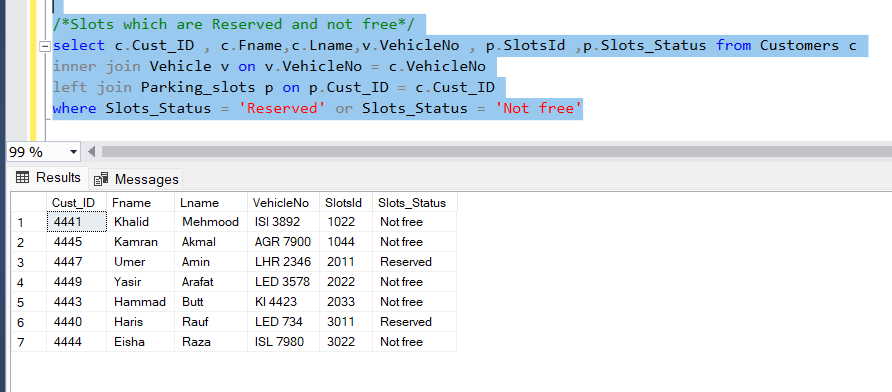 /*Slots which are Reserved and not free*/
select c.Cust_ID , c.Fname,c.Lname,v.VehicleNo , p.SlotsId ,p.Slots_Status from Customers c
inner join Vehicle v on v.VehicleNo = c.VehicleNo
left join Parking_slots p on p.Cust_ID = c.Cust_ID
where Slots_Status = 'Reserved' or Slots_Status = 'Not free'
99 %
Results Messages
Cust_ID Fname Lname VehicleNo SlotsId Slots_Status
1 4441 Khalid Mehmood ISI 3892 1022 Not free
2 4445 Kamran Akmal AGR 7900 1044 Not free
3 4447 Umer Amin LHR 2346 2011 Reserved
4 4449 Yasir Arafat LED 3578 2022 Not free
5 4443 Hammad Butt KI 4423 2033 Not free
6 4440 Haris Rauf LED 734 3011 Reserved
7 4444 Eisha Raza ISL 7980 3022 Not free